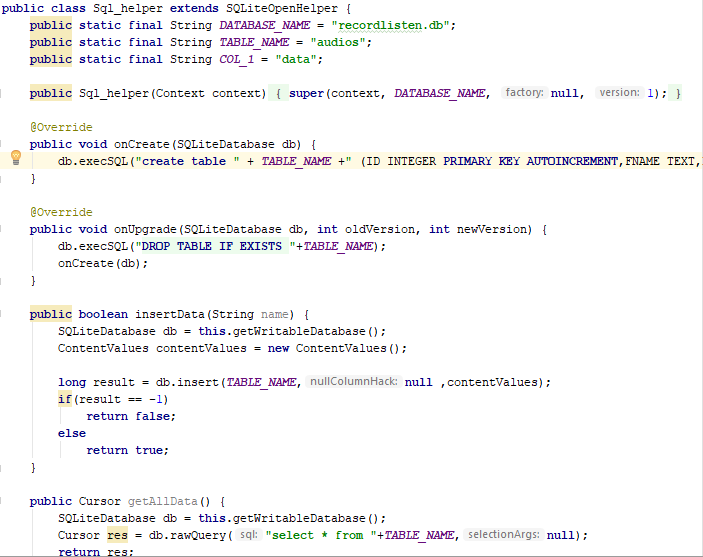 public class Sql_helper extends SQLiteOpenHelper {
public static final String DATABASE_NAME = "recordlisten.db";
public static final String TABLE_NAME = "audios";
public static final String COL_1 = "data";
public Sql_helper(Context context) { super(context, DATABASE_NAME, factory: null, version: 1); }
@Override
public void onCreate(SQLiteDatabase db) {
db.execSQL("create table " + TABLE_NAME +" (ID INTEGER PRIMARY KEY AUTOINCREMENT,FNAME TEXT,
}
@Override
public void onUpgrade(SQLiteDatabase db, int oldVersion, int newVersion) {
db.execSQL("DROP TABLE IF EXISTS "+TABLE_NAME);
onCreate(db);
}
public boolean insertData(String name) {
SQLiteDatabase db = this.getWritableDatabase();
ContentValues contentValues = new ContentValues();
long result = db.insert(TABLE_NAME, nullColumnHack: null ,contentValues);
if(result == -1)
return false;
else
return true;
}
public Cursor getAllData() {
SQLiteDatabase db = this.getWritableDatabase();
Cursor res = db.rawQuery( sql: "select * from "+TABLE_NAME, selectionArgs: null);
return res;